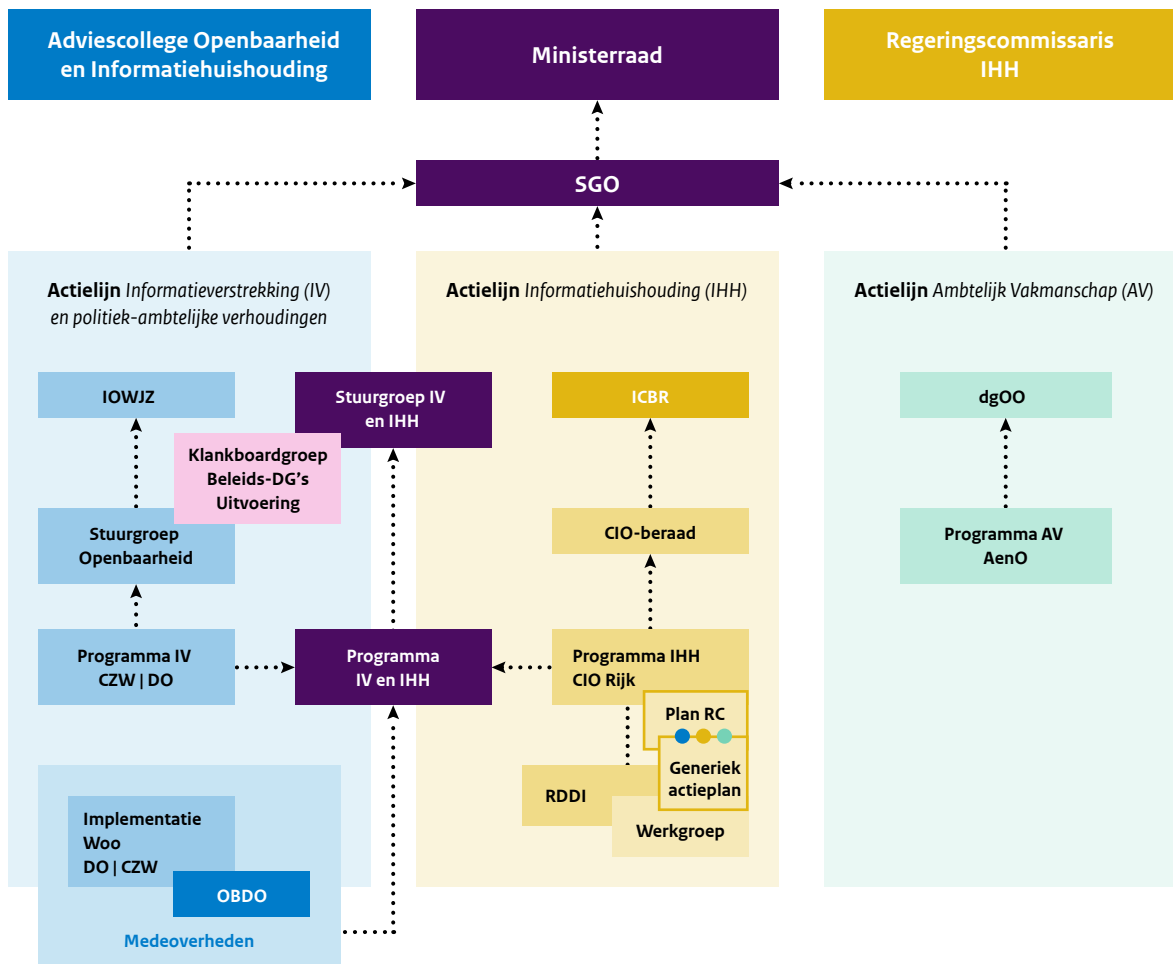 Adviescollege Openbaarheid
en Informatiehuishouding
Ministerraad
Regeringscommissaris
IHH
SGO
Actielijn Informatieverstrekking (IV)
en politiek-ambtelijke verhoudingen
Actielijn Informatiehuishouding (IHH)
Actielijn Ambtelijk Vakmanschap (AV)
IOWJZ
Stuurgroep IV
en IHH
ICBR
dgOO
Klankboardgroep
Beleids-DG's
Uitvoering
Stuurgroep
Openbaarheid
CIO-beraad
Programma AV
AenO
Programma IV
CZW | DO
Programma
IV en IHH
Programma IHH
CIO Rijk
Plan RC
Generiek
actieplan
RDDI
Werkgroep
Implementatie
Woo
DO | CZW
OBDO
Medeoverheden